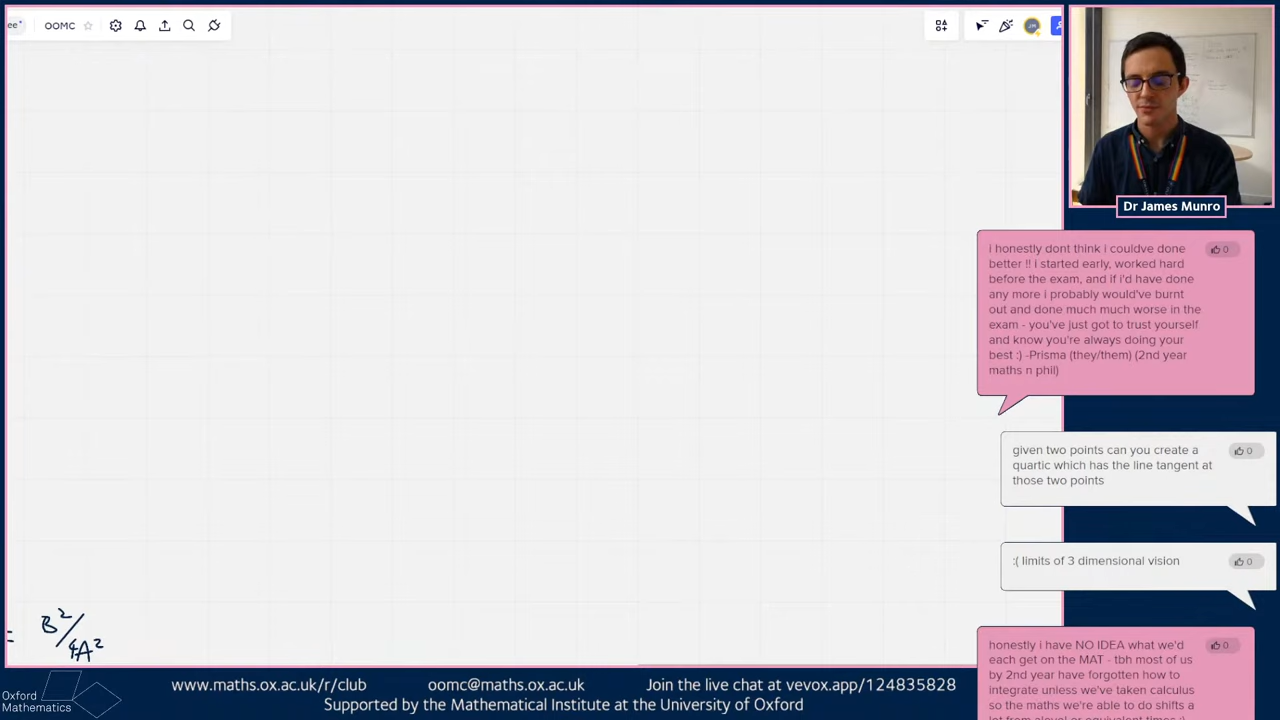 ee
OOMC
JM
Dr James Munro
i honestly dont think i couldve done
better !! i started early, worked hard
before the exam, and if i'd have done
any more i probably would've burnt
out and done much much worse in the
exam - you've just got to trust yourself
and know you're always doing your
best :) -Prisma (they/them) (2nd year
maths n phil)
0
given two points can you create a
quartic which has the line tangent at
those two points
0
:( limits of 3 dimensional vision
0
honestly i have NO IDEA what we'd
each get on the MAT - tbh most of us
by 2nd year have forgotten how to
integrate unless we've taken calculus
so the maths we're able to do shifts a
0
= B²/4A²
Oxford
Mathematics
www.maths.ox.ac.uk/r/club oomc@maths.ox.ac.uk Join the live chat at vevox.app/124835828
Supported by the Mathematical Institute at the University of Oxford